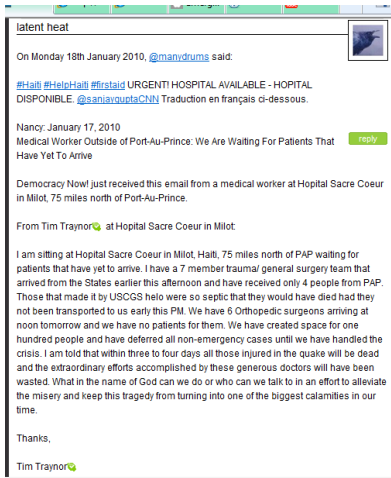 latent heat
On Monday 18th January 2010, @manydrums said:
#Haiti #HelpHaiti #firstaid URGENT! HOSPITAL AVAILABLE - HOPITAL
DISPONIBLE. @sanjayguptaCNN Traduction en français ci-dessous.
Nancy: January 17, 2010
Medical Worker Outside of Port-Au-Prince: We Are Waiting For Patients That
reply
Have Yet To Arrive
Democracy Now! just received this email from a medical worker at Hopital Sacre Coeur
in Milot, 75 miles north of Port-Au-Prince.
From Tim Traynor at Hopital Sacre Coeur in Milot:
I am sitting at Hopital Sacre Coeur in Milot, Haiti, 75 miles north of PAP waiting for
patients that have yet to arrive. I have a 7 member trauma/ general surgery team that
arrived from the States earlier this afternoon and have received only 4 people from PAP.
Those that made it by USCGS helo were so septic that they would have died had they
not been transported to us early this PM. We have 6 Orthopedic surgeons arriving at
noon tomorrow and we have no patients for them. We have created space for one
hundred people and have deferred all non-emergency cases until we have handled the
crisis. I am told that within three to four days all those injured in the quake will be dead
and the extraordinary efforts accomplished by these generous doctors will have been
wasted. What in the name of God can we do or who can we talk to in an effort to alleviate
the misery and keep this tragedy from turning into one of the biggest calamities in our
time.
Thanks,
Tim Traynor